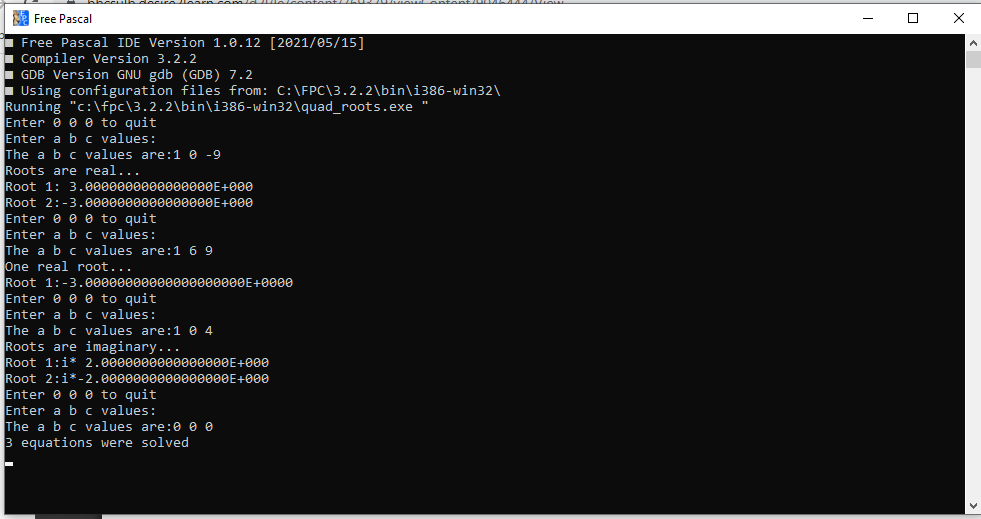 Free Pascal
Free Pascal IDE Version 1.0.12 [2021/05/15]
Compiler Version 3.2.2
GDB Version GNU gdb (GDB) 7.2
Using configuration files from: C:\FPC\3.2.2\bin\i386-win32\
Running "c:\fpc\3.2.2\bin\i386-win32\quad_roots.exe "
Enter 0 0 0 to quit
Enter a b c values:
The a b c values are:1 0 -9
Roots are real...
Root 1: 3.0000000000000000E+000
Root 2:-3.0000000000000000E+000
Enter 0 0 0 to quit
Enter a b c values:
The a b c values are:1 6 9
One real root...
Root 1:-3.00000000000000000000E+0000
Enter 0 0 0 to quit
Enter a b c values:
The a b c values are:1 0 4
Roots are imaginary...
Root 1:i* 2.0000000000000000E+000
Root 2:i*-2.0000000000000000E+000
Enter 0 0 0 to quit
Enter a b c values:
The a b c values are:0 0 0
3 equations were solved